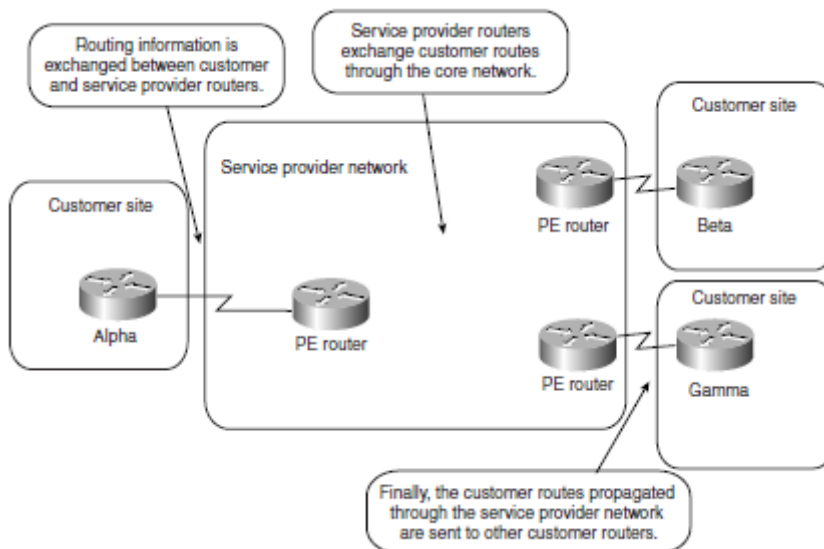 Routing information is
exchanged between customer
and service provider routers.
Service provider routers
exchange customer routes
through the core network.
Customer site
Service provider network
PE router
Beta
Customer site
Alpha
PE router
Customer site
PE router
Gamma
Finally, the customer routes propagated
through the service provider network
are sent to other customer routers.